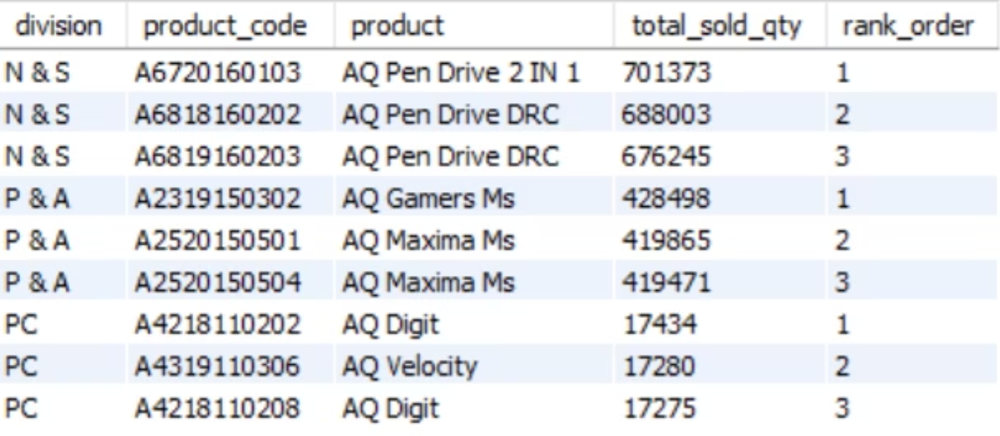 division product_code product total_sold_qty rank_order
N & S A6720160103 AQ Pen Drive 2 IN 1 701373 1
N & S A6818160202 AQ Pen Drive DRC 688003 2
N & S A6819160203 AQ Pen Drive DRC 676245 3
P & A A2319150302 AQ Gamers Ms 428498 1
P & A A2520150501 AQ Maxima Ms 419865 2
P & A A2520150504 AQ Maxima Ms 419471 3
PC A4218110202 AQ Digit 17434 1
PC A4319110306 AQ Velocity 17280 2
PC A4218110208 AQ Digit 17275 3